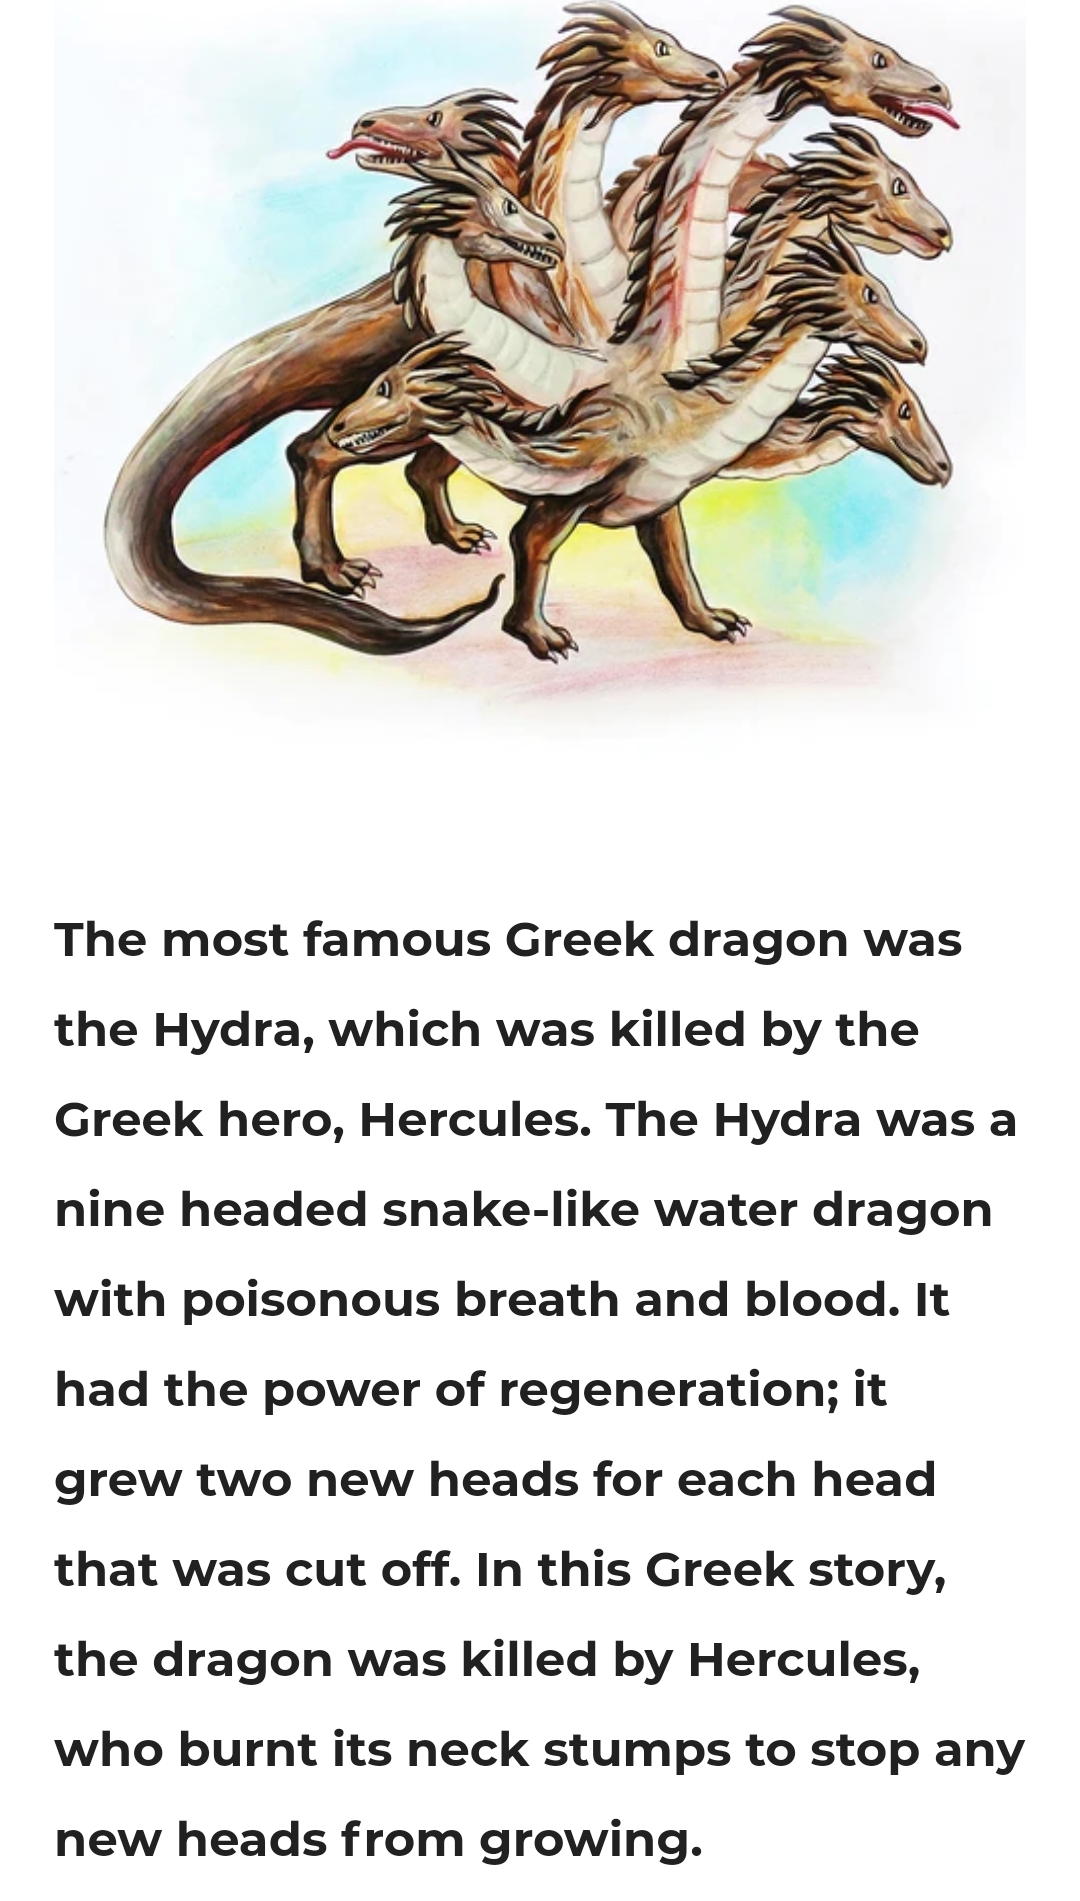 The most famous Greek dragon was
the Hydra, which was killed by the
Greek hero, Hercules. The Hydra was a
nine headed snake-like water dragon
with poisonous breath and blood. It
had the power of regeneration; it
grew two new heads for each head
that was cut off. In this Greek story,
the dragon was killed by Hercules,
who burnt its neck stumps to stop any
new heads from growing.